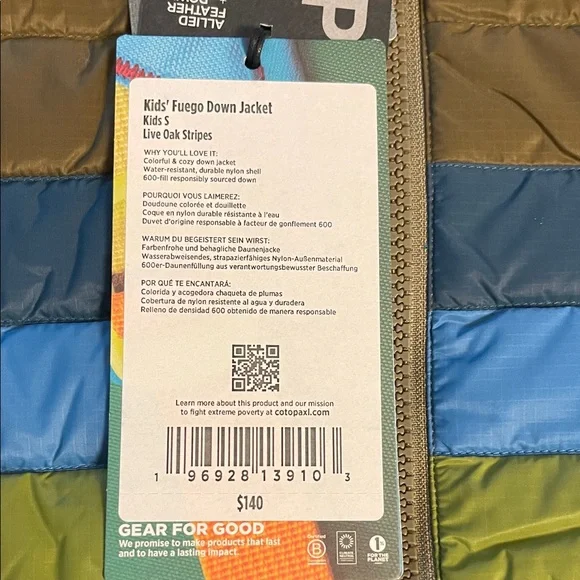 ALLIED
FEATHER
Kids' Fuego Down Jacket
Kids S
Live Oak Stripes
WHY YOU'LL LOVE IT:
Colorful & cozy down jacket
Water-resistant, durable nylon shell
600-fill responsibly sourced down
POURQUOI VOUS L'AIMEREZ:
Doudoune colorée et douillette
Coque en nylon durable résistante à l'eau
Duvet d'origine responsable à facteur de gonflement 600
WARUM DU BEGEISTERT SEIN WIRST:
Farbenfrohe und behagliche Daunenjacke
Wasserabweisendes, strapazierfähiges Nylon-Außenmaterial
600er-Daunenfüllung aus verantwortungsbewusster Beschaffung
POR QUÉ TE ENCANTARÁ:
Colorida y acogedora chaqueta de plumas
Cobertura de nylon resistente al agua y duradera
Relleno de densidad 600 obtenido de manera responsable
Learn more about this product and our mission
to fight extreme poverty at cotopaxi.com
1 96928 13910 3
$140
GEAR FOR GOOD
We promise to make products that last
and to have a lasting impact.
Certified
B
1%
FOR THE
PLANET